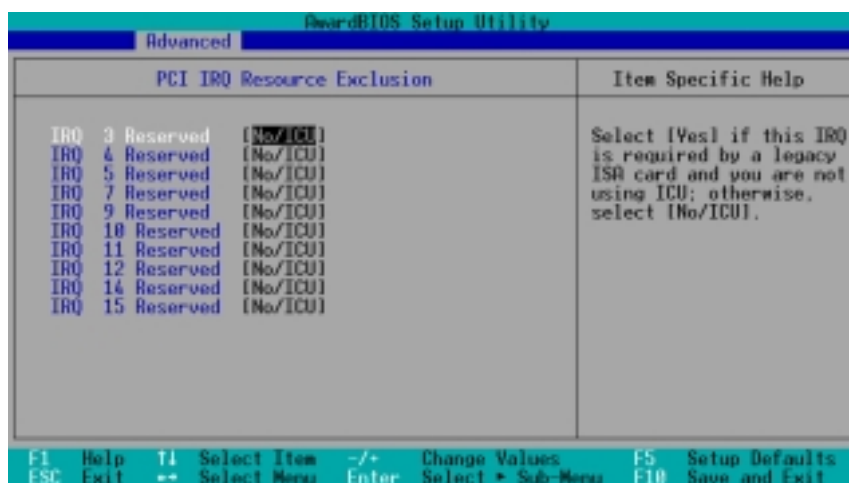 AwardBIOS Setup Utility
Advanced
PCI IRQ Resource Exclusion
Item Specific Help
IRQ 3 Reserved [No/ICU]
IRQ 4 Reserved [No/ICU]
IRQ 5 Reserved [No/ICU]
IRQ 7 Reserved [No/ICU]
IRQ 9 Reserved [No/ICU]
IRQ 10 Reserved [No/ICU]
IRQ 11 Reserved [No/ICU]
IRQ 12 Reserved [No/ICU]
IRQ 14 Reserved [No/ICU]
IRQ 15 Reserved [No/ICU]
Select [Yes] if this IRQ
is required by a legacy
ISA card and you are not
using ICU; otherwise,
select [No/ICU].
F1 Help ↑↓ Select Item -/+ Change Values F5 Setup Defaults
ESC Exit ←→ Select Menu Enter Select ► Sub-Menu F10 Save and Exit